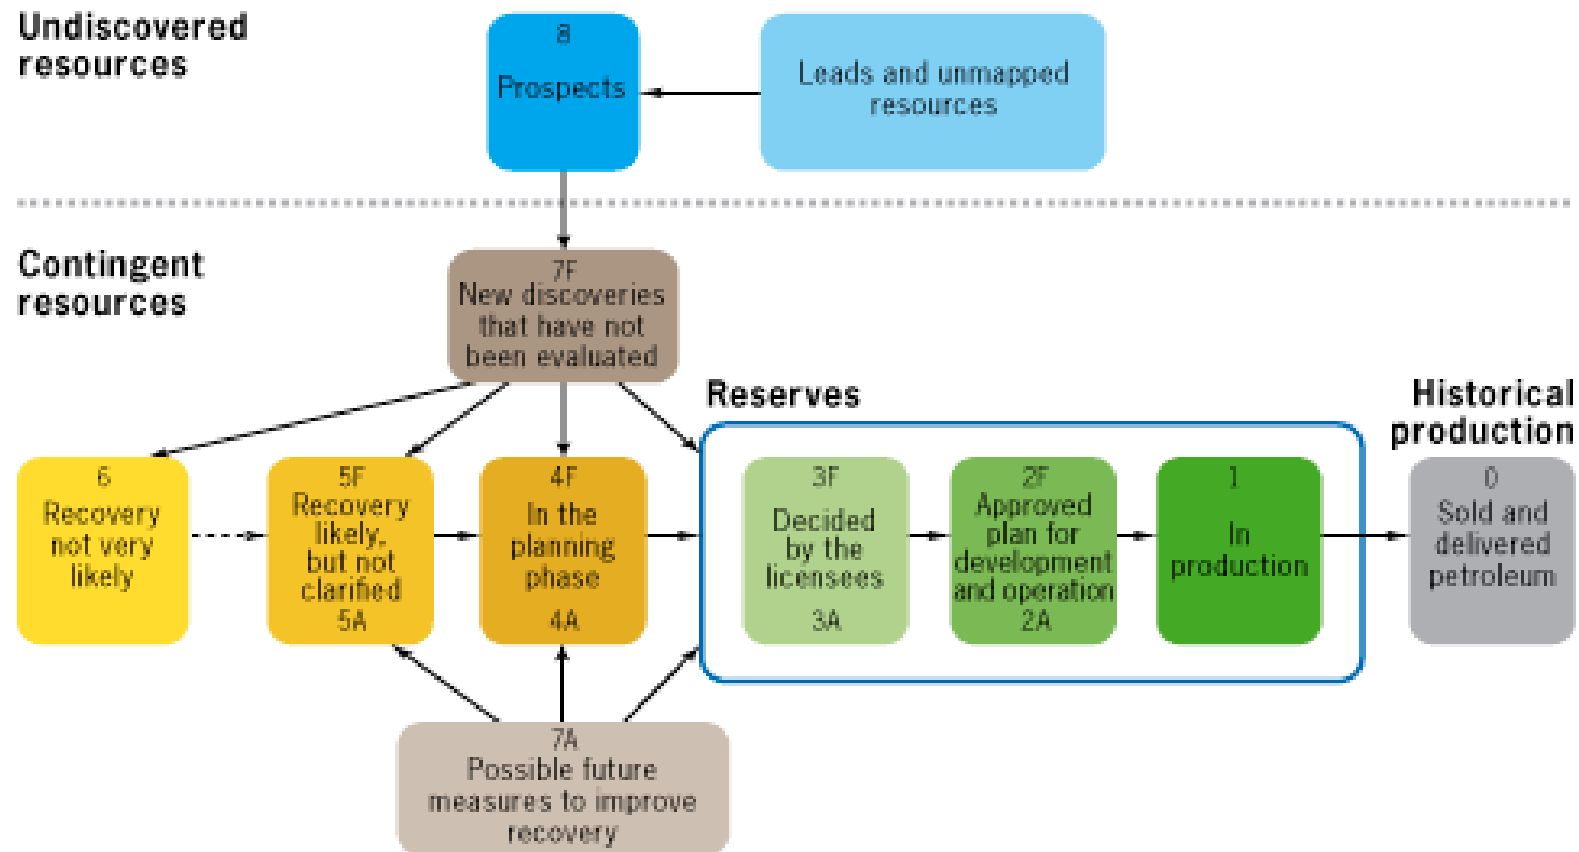 Undiscovered
resources
8
Prospects
Leads and unmapped
resources
Contingent
resources
7F
New discoveries
that have not
been evaluated
Reserves
Historical
production
6
Recovery
not very
likely
5F
Recovery
likely,
but not
clarified
5A
4F
In the
planning
phase
4A
3F
Decided
by the
licensees
3A
2F
Approved
plan for
development
and operation
2A
1
In
production
0
Sold and
delivered
petroleum
7A
Possible future
measures to improve
recovery